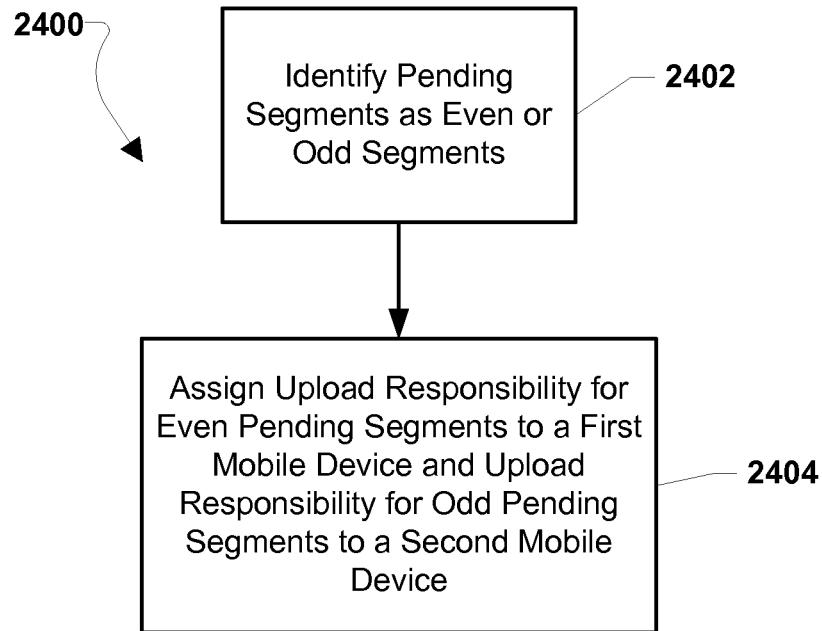 2400
Identify Pending
Segments as Even or
Odd Segments
2402
Assign Upload Responsibility for
Even Pending Segments to a First
Mobile Device and Upload
Responsibility for Odd Pending
Segments to a Second Mobile
Device
2404